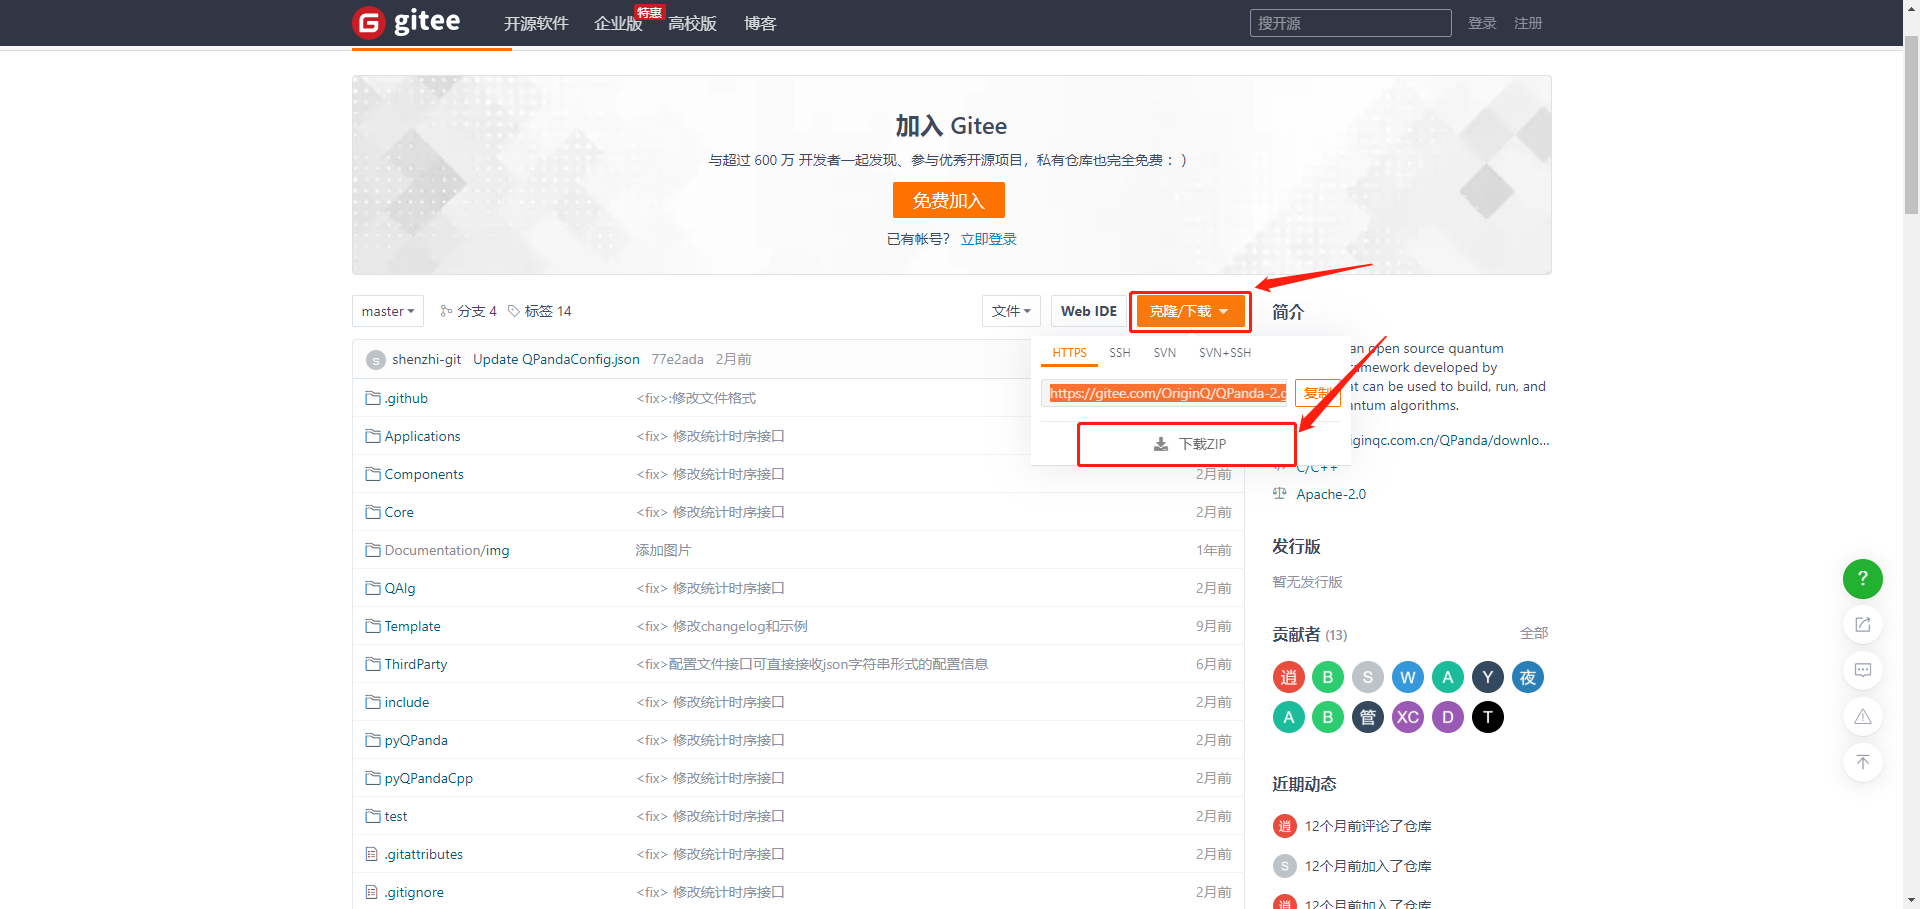 gitee 开源软件 企业版 特惠 高校版 博客 搜开源 登录 注册
加入 Gitee
与超过 600 万 开发者一起发现、参与优秀开源项目，私有仓库也完全免费 ：）
免费加入
已有帐号？ 立即登录
master 分支 4 标签 14 文件 Web IDE 克隆/下载
简介
HTTPS SSH SVN SVN+SSH
https://gitee.com/OriginQ/QPanda-2.g 复制
下载ZIP
an open source quantum
mework developed by
at can be used to build, run, and
antum algorithms.
iginqc.com.cn/QPanda/downlo...
C/C++
Apache-2.0
S shenzhi-git Update QPandaConfig.json 77e2ada 2月前
.github <fix>:修改文件格式
Applications <fix> 修改统计时序接口
Components <fix> 修改统计时序接口 2月前
Core <fix> 修改统计时序接口 2月前
Documentation/img 添加图片 1年前
QAlg <fix> 修改统计时序接口 2月前
Template <fix> 修改changelog和示例 9月前
ThirdParty <fix>配置文件接口可直接接收json字符串形式的配置信息 6月前
include <fix> 修改统计时序接口 2月前
pyQPanda <fix> 修改统计时序接口 2月前
pyQPandaCpp <fix> 修改统计时序接口 2月前
test <fix> 修改统计时序接口 2月前
.gitattributes <fix> 修改统计时序接口 2月前
.gitignore <fix> 修改统计时序接口 2月前
发行版
暂无发行版
贡献者 (13) 全部
逍 B S W A Y 夜
A B 管 XC D T
近期动态
逍 12个月前评论了仓库
S 12个月前加入了仓库
逍 12个月前加入了仓库
?